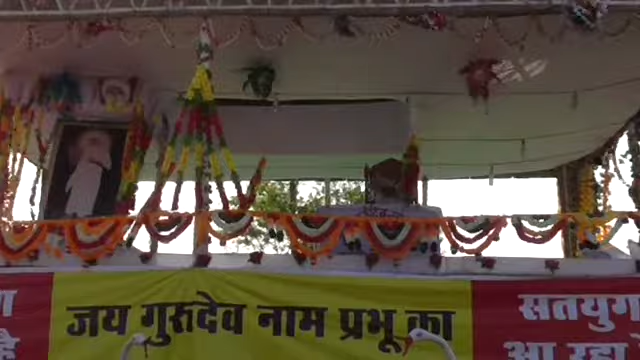 जय गुरुदेव नाम प्रभू का
सतयुग
आ रहा